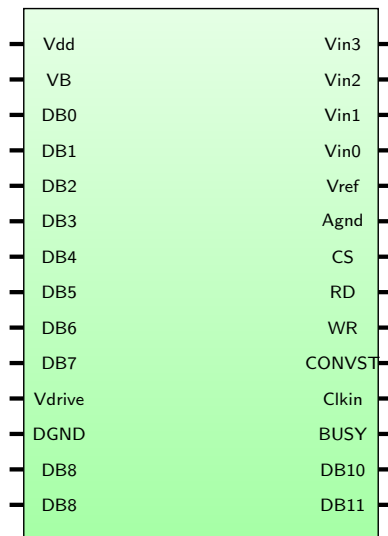 Vdd Vin3
VB Vin2
DB0 Vin1
DB1 Vin0
DB2 Vref
DB3 Agnd
DB4 CS
DB5 RD
DB6 WR
DB7 CONVST
Vdrive Clkin
DGND BUSY
DB8 DB10
DB8 DB11